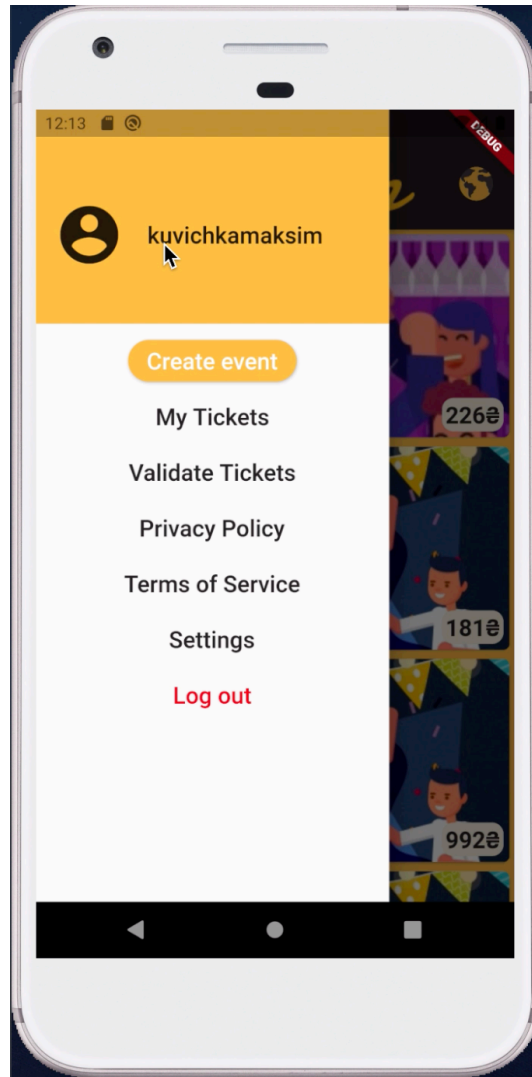 12:13
DEBUG
kuvichkamaksim
Create event
226₴
My Tickets
Validate Tickets
Privacy Policy
Terms of Service
181₴
Settings
Log out
992₴